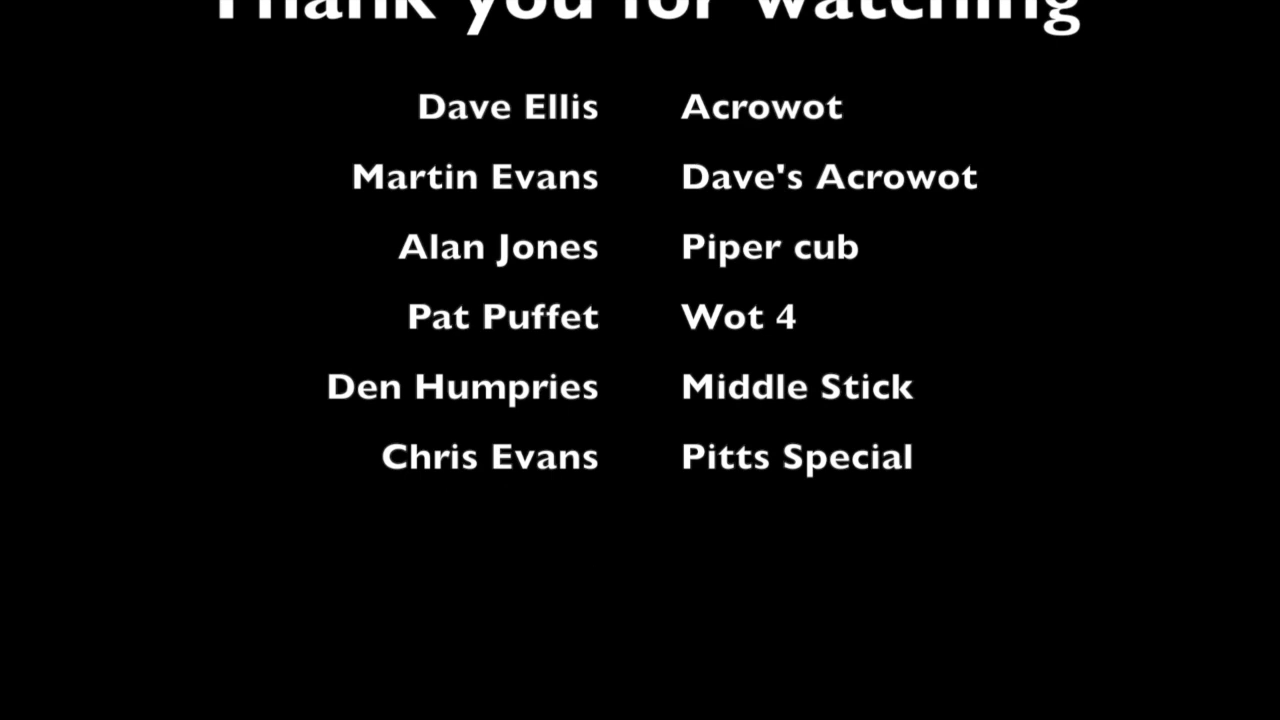 Thank you for watching
Dave Ellis Acrowot
Martin Evans Dave's Acrowot
Alan Jones Piper cub
Pat Puffet Wot 4
Den Humpries Middle Stick
Chris Evans Pitts Special